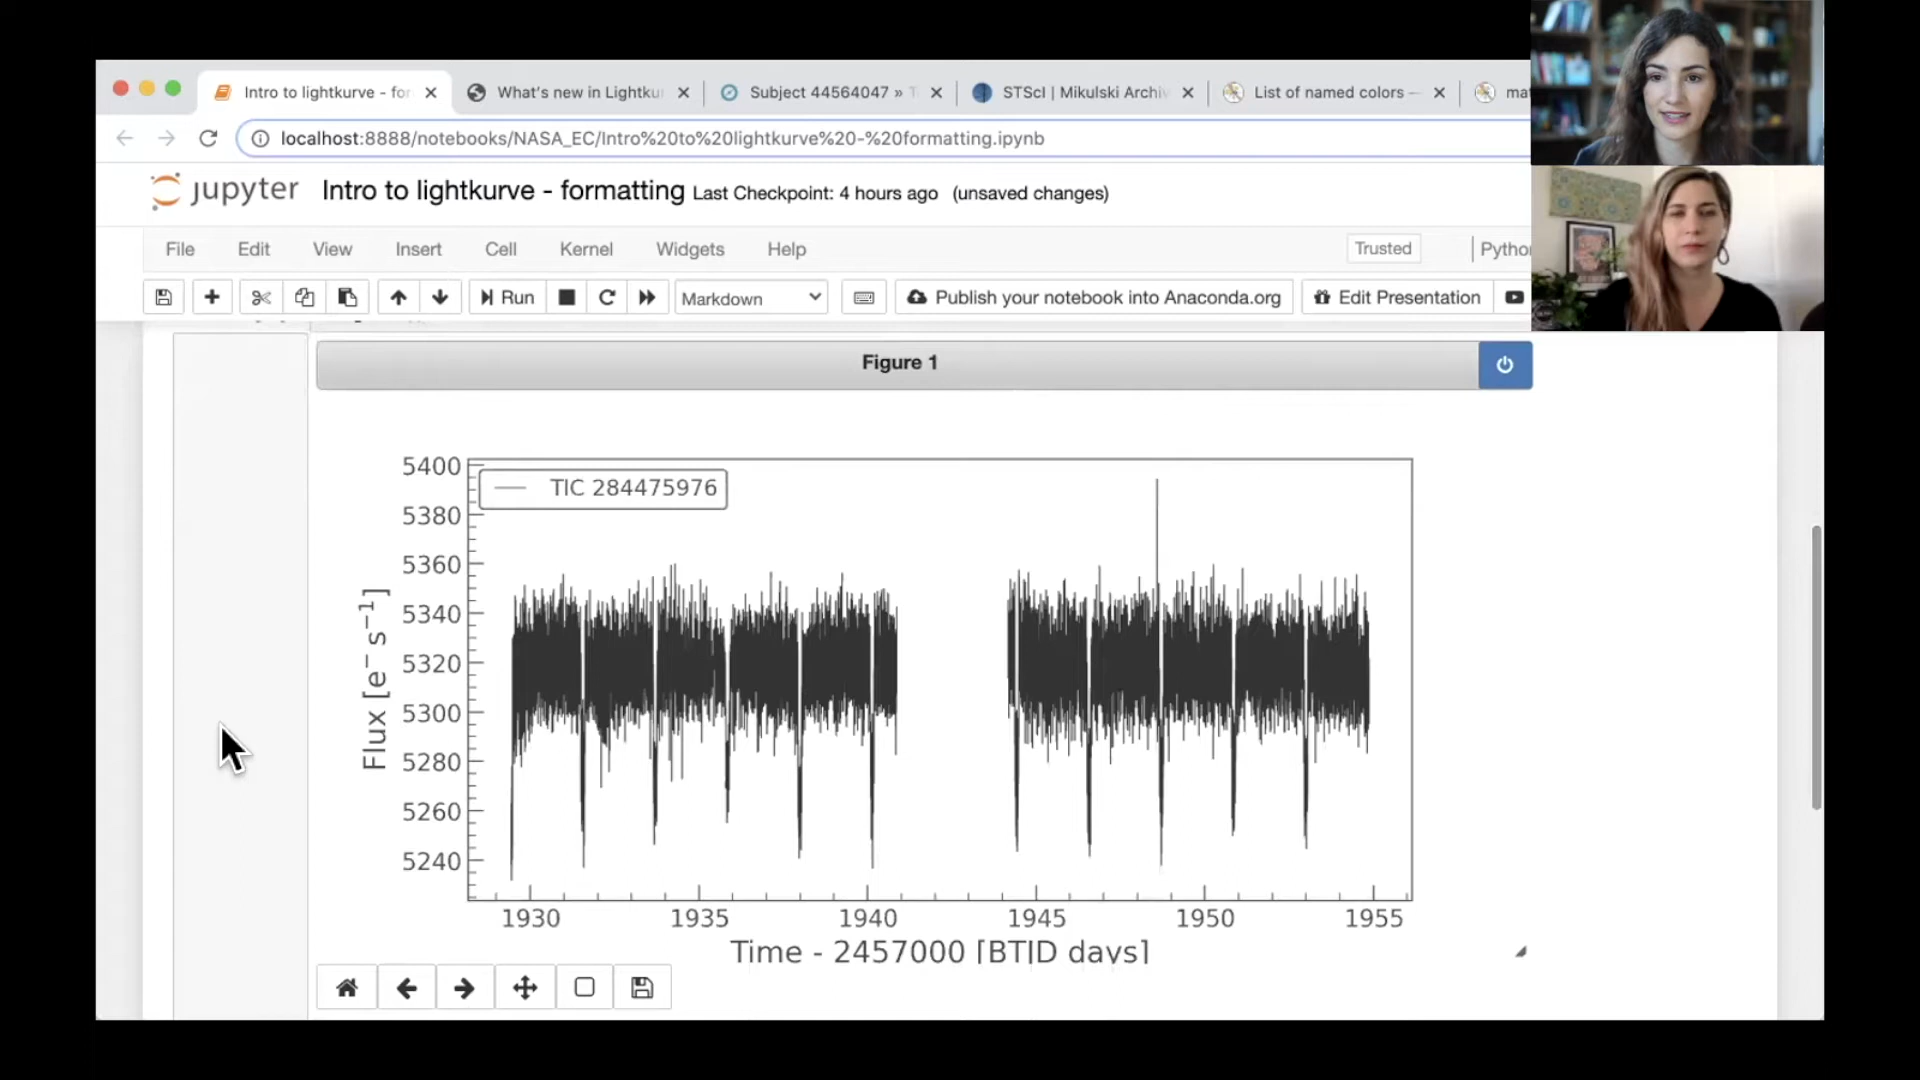 Intro to lightkurve - for
What's new in Lightku
Subject 44564047 » T
STScI | Mikulski Archiv
List of named colors —
mat
localhost:8888/notebooks/NASA_EC/Intro%20to%20lightkurve%20-%20formatting.ipynb
jupyter Intro to lightkurve - formatting Last Checkpoint: 4 hours ago (unsaved changes)
File Edit View Insert Cell Kernel Widgets Help Trusted Pytho
Run Markdown Publish your notebook into Anaconda.org Edit Presentation
Figure 1
5400
5380
5360
5340
5320
5300
5280
5260
5240
TIC 284475976
Flux [e⁻ s⁻¹]
1930 1935 1940 1945 1950 1955
Time - 2457000 [BTJD days]